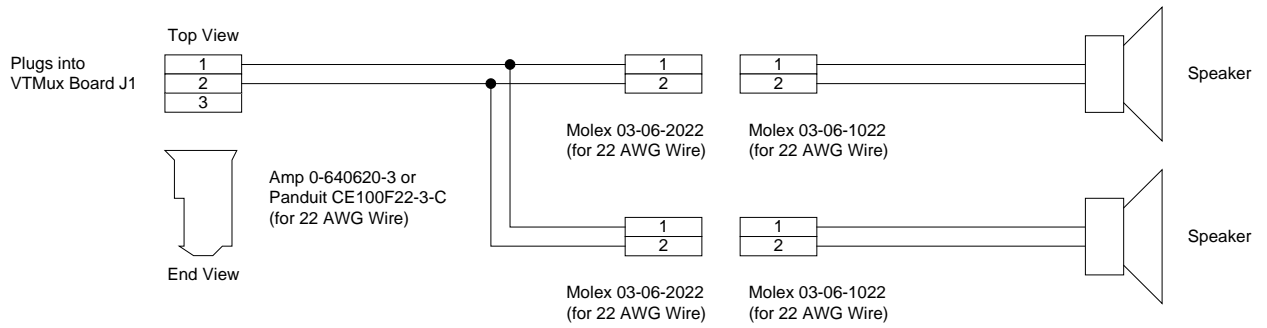 Top View
Plugs into
VTMux Board J1
1
2
3
1
2
1
2
Speaker
Molex 03-06-2022
(for 22 AWG Wire)
Molex 03-06-1022
(for 22 AWG Wire)
Amp 0-640620-3 or
Panduit CE100F22-3-C
(for 22 AWG Wire)
End View
1
2
1
2
Speaker
Molex 03-06-2022
(for 22 AWG Wire)
Molex 03-06-1022
(for 22 AWG Wire)